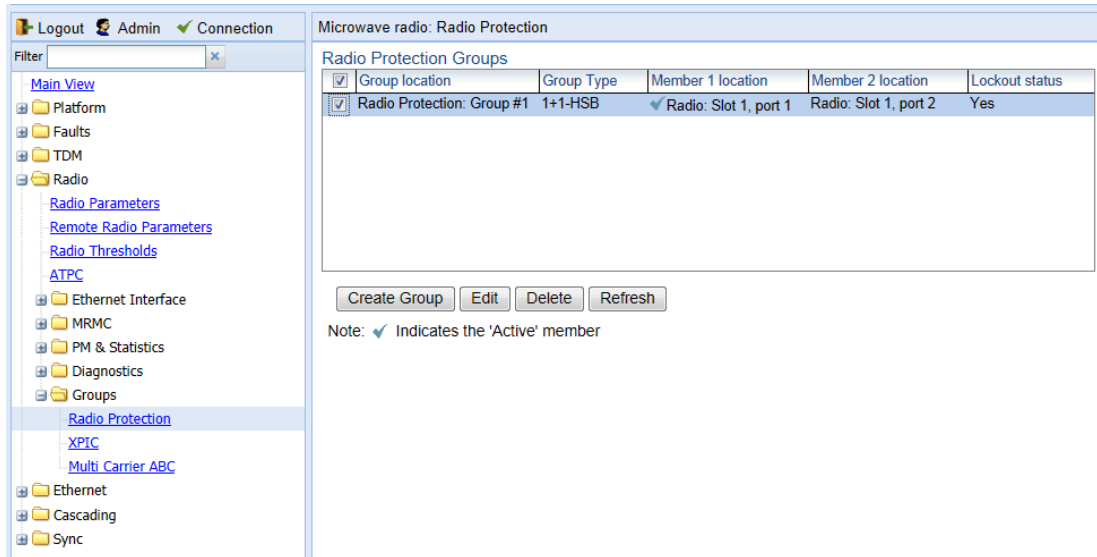 Logout Admin Connection
Filter
Main View
Platform
Faults
TDM
Radio
Radio Parameters
Remote Radio Parameters
Radio Thresholds
ATPC
Ethernet Interface
MRMC
PM & Statistics
Diagnostics
Groups
Radio Protection
XPIC
Multi Carrier ABC
Ethernet
Cascading
Sync
Microwave radio: Radio Protection
Radio Protection Groups
Group location Group Type Member 1 location Member 2 location Lockout status
Radio Protection: Group #1 1+1-HSB Radio: Slot 1, port 1 Radio: Slot 1, port 2 Yes
Create Group Edit Delete Refresh
Note: Indicates the 'Active' member